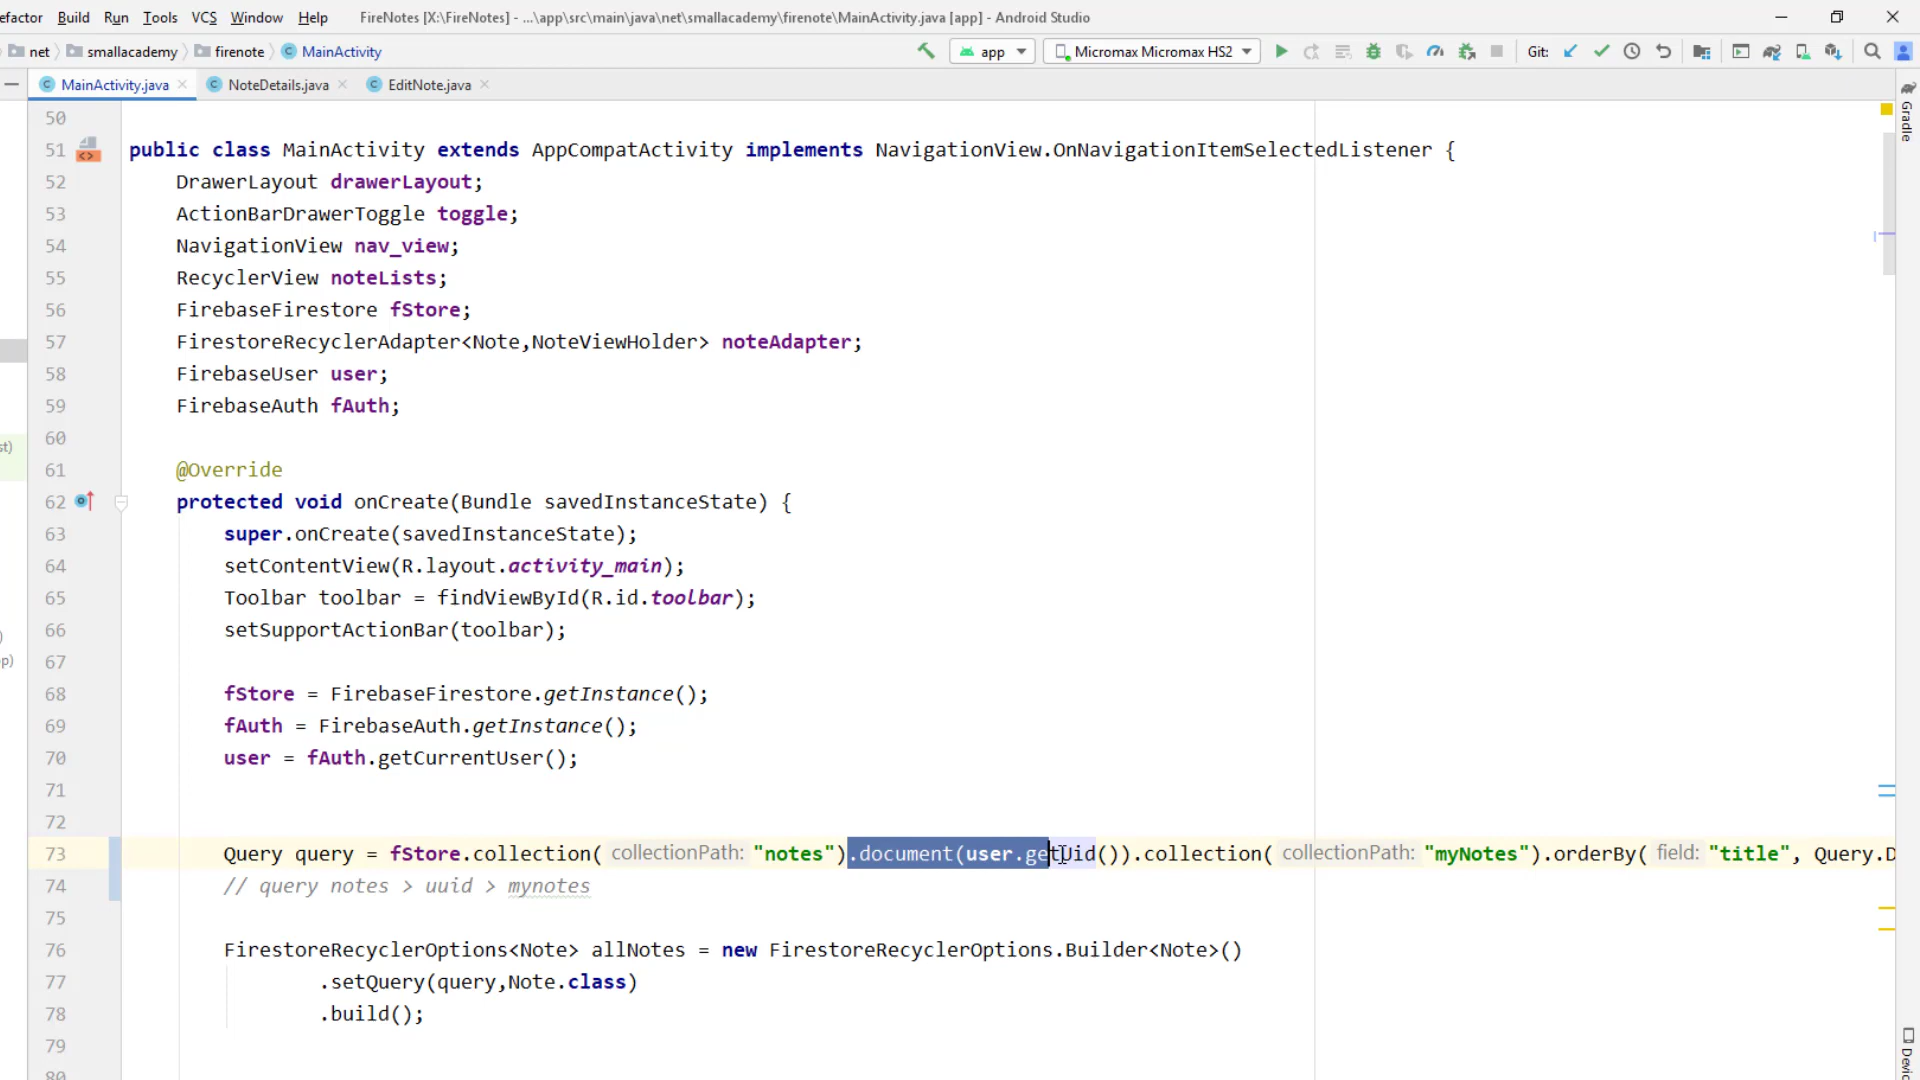 efactor Build Run Tools VCS Window Help FireNotes [X:\FireNotes] - ...\app\src\main\java\net\smallacademy\firenote\MainActivity.java [app] - Android Studio
net smallacademy firenote MainActivity app Micromax Micromax HS2 Git:
MainActivity.java NoteDetails.java EditNote.java
Gradle
50
51 public class MainActivity extends AppCompatActivity implements NavigationView.OnNavigationItemSelectedListener {
52 DrawerLayout drawerLayout;
53 ActionBarDrawerToggle toggle;
54 NavigationView nav_view;
55 RecyclerView noteLists;
56 FirebaseFirestore fStore;
57 FirestoreRecyclerAdapter<Note,NoteViewHolder> noteAdapter;
58 FirebaseUser user;
59 FirebaseAuth fAuth;
60
st)
61 @Override
62 protected void onCreate(Bundle savedInstanceState) {
63 super.onCreate(savedInstanceState);
64 setContentView(R.layout.activity_main);
65 Toolbar toolbar = findViewById(R.id.toolbar);
66 setSupportActionBar(toolbar);
)
p)
67
68 fStore = FirebaseFirestore.getInstance();
69 fAuth = FirebaseAuth.getInstance();
70 user = fAuth.getCurrentUser();
71
72
73 Query query = fStore.collection( collectionPath: "notes").document(user.getUid()).collection( collectionPath: "myNotes").orderBy( field: "title", Query.D
74 // query notes > uuid > mynotes
75
76 FirestoreRecyclerOptions<Note> allNotes = new FirestoreRecyclerOptions.Builder<Note>()
77 .setQuery(query,Note.class)
78 .build();
79
80
Devic